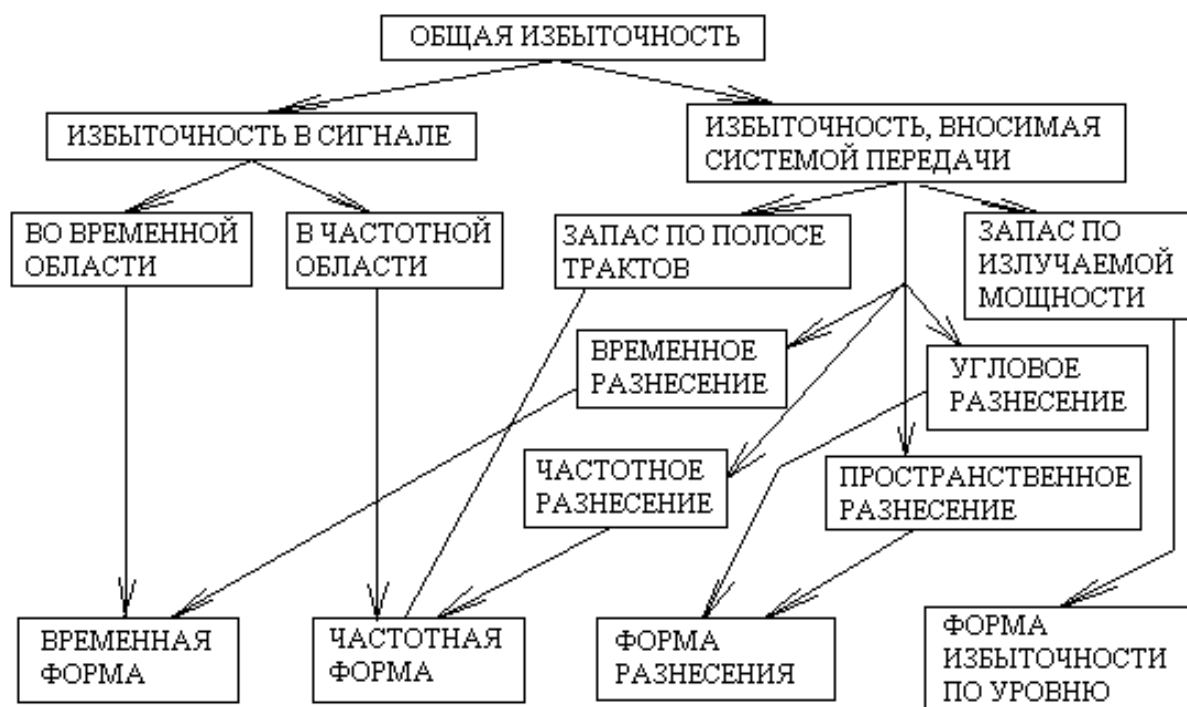 ОБЩАЯ ИЗБЫТОЧНОСТЬ
ИЗБЫТОЧНОСТЬ В СИГНАЛЕ
ИЗБЫТОЧНОСТЬ, ВНОСИМАЯ
СИСТЕМОЙ ПЕРЕДАЧИ
ВО ВРЕМЕННОЙ
ОБЛАСТИ
В ЧАСТОТНОЙ
ОБЛАСТИ
ЗАПАС ПО ПОЛОСЕ
ТРАКТОВ
ЗАПАС ПО
ИЗЛУЧАЕМОЙ
МОЩНОСТИ
ВРЕМЕННОЕ
РАЗНЕСЕНИЕ
УГЛОВОЕ
РАЗНЕСЕНИЕ
ЧАСТОТНОЕ
РАЗНЕСЕНИЕ
ПРОСТРАНСТВЕННОЕ
РАЗНЕСЕНИЕ
ВРЕМЕННАЯ
ФОРМА
ЧАСТОТНАЯ
ФОРМА
ФОРМА
РАЗНЕСЕНИЯ
ФОРМА
ИЗБЫТОЧНОСТИ
ПО УРОВНЮ